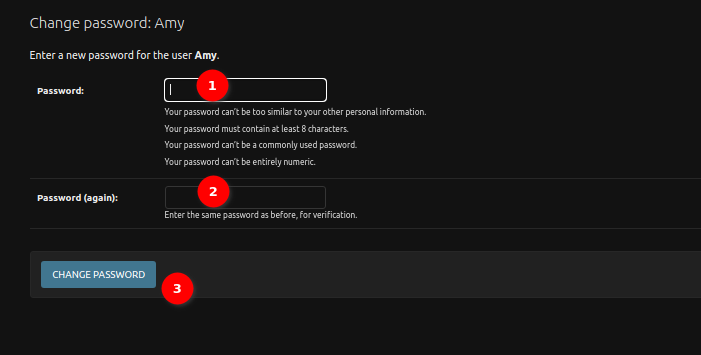 Change password: Amy
Enter a new password for the user Amy.
Password:
1
Your password can't be too similar to your other personal information.
Your password must contain at least 8 characters.
Your password can't be a commonly used password.
Your password can't be entirely numeric.
Password (again):
2
Enter the same password as before, for verification.
CHANGE PASSWORD
3